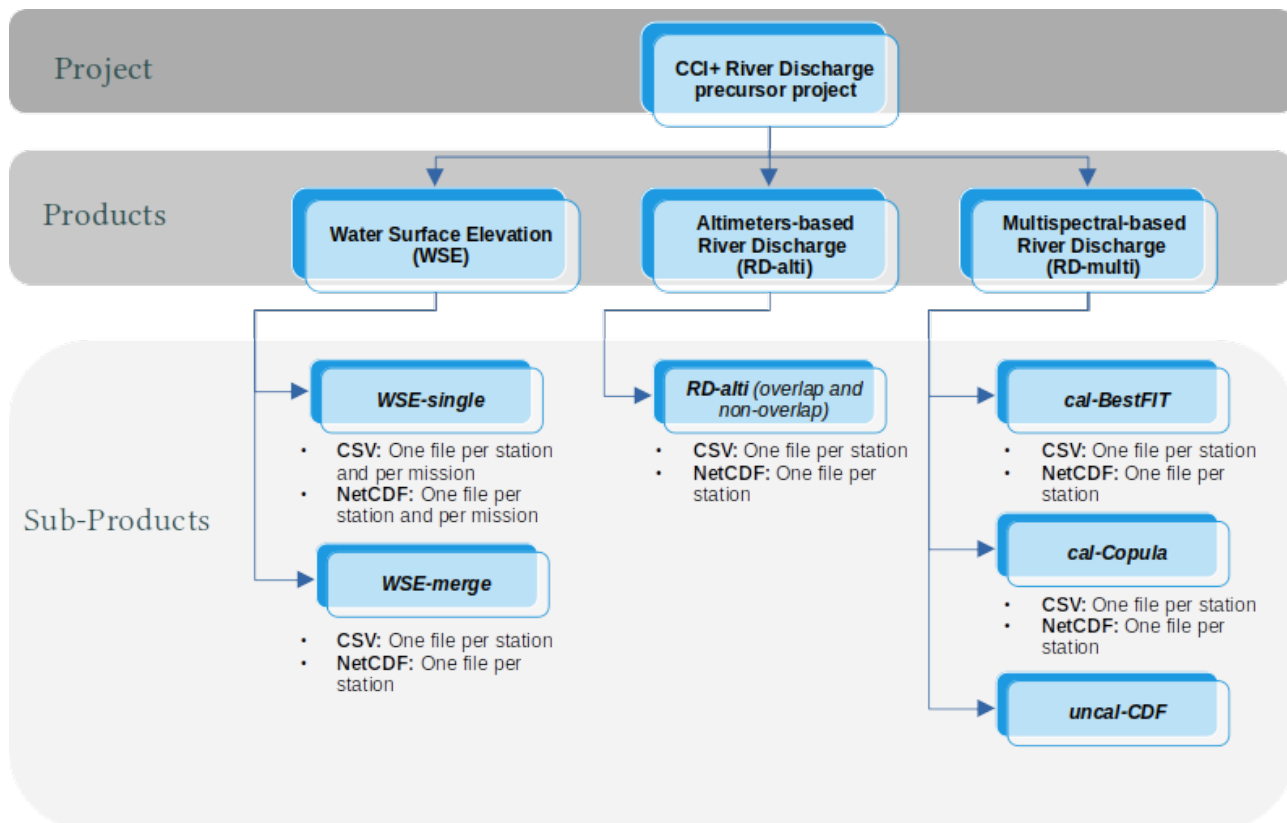 Project
CCI+ River Discharge
precursor project
Products
Water Surface Elevation
(WSE)
Altimeters-based
River Discharge
(RD-alti)
Multispectral-based
River Discharge
(RD-multi)
Sub-Products
WSE-single
• CSV: One file per station
and per mission
• NetCDF: One file per
station and per mission
WSE-merge
• CSV: One file per station
• NetCDF: One file per
station
RD-alti (overlap and
non-overlap)
• CSV: One file per station
• NetCDF: One file per
station
cal-BestFIT
• CSV: One file per station
• NetCDF: One file per
station
cal-Copula
• CSV: One file per station
• NetCDF: One file per
station
uncal-CDF